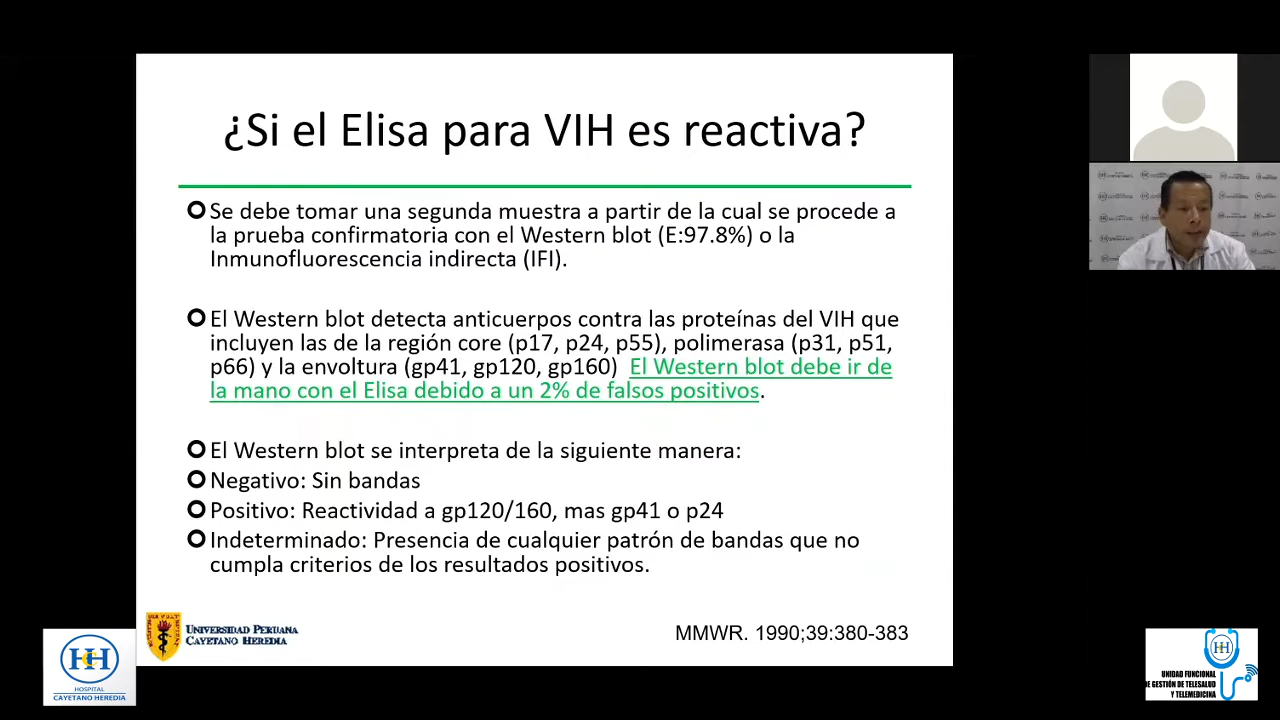 ¿Si el Elisa para VIH es reactiva?
Se debe tomar una segunda muestra a partir de la cual se procede a
la prueba confirmatoria con el Western blot (E:97.8%) o la
Inmunofluorescencia indirecta (IFI).
El Western blot detecta anticuerpos contra las proteínas del VIH que
incluyen las de la región core (p17, p24, p55), polimerasa (p31, p51,
p66) y la envoltura (gp41, gp120, gp160) El Western blot debe ir de
la mano con el Elisa debido a un 2% de falsos positivos.
El Western blot se interpreta de la siguiente manera:
Negativo: Sin bandas
Positivo: Reactividad a gp120/160, mas gp41 o p24
Indeterminado: Presencia de cualquier patrón de bandas que no
cumpla criterios de los resultados positivos.
UNIVERSIDAD PERUANA
CAYETANO HEREDIA
MMWR. 1990;39:380-383
HCH
HOSPITAL
CAYETANO HEREDIA
UNIDAD FUNCIONAL
DE GESTIÓN DE TELESALUD
Y TELEMEDICINA